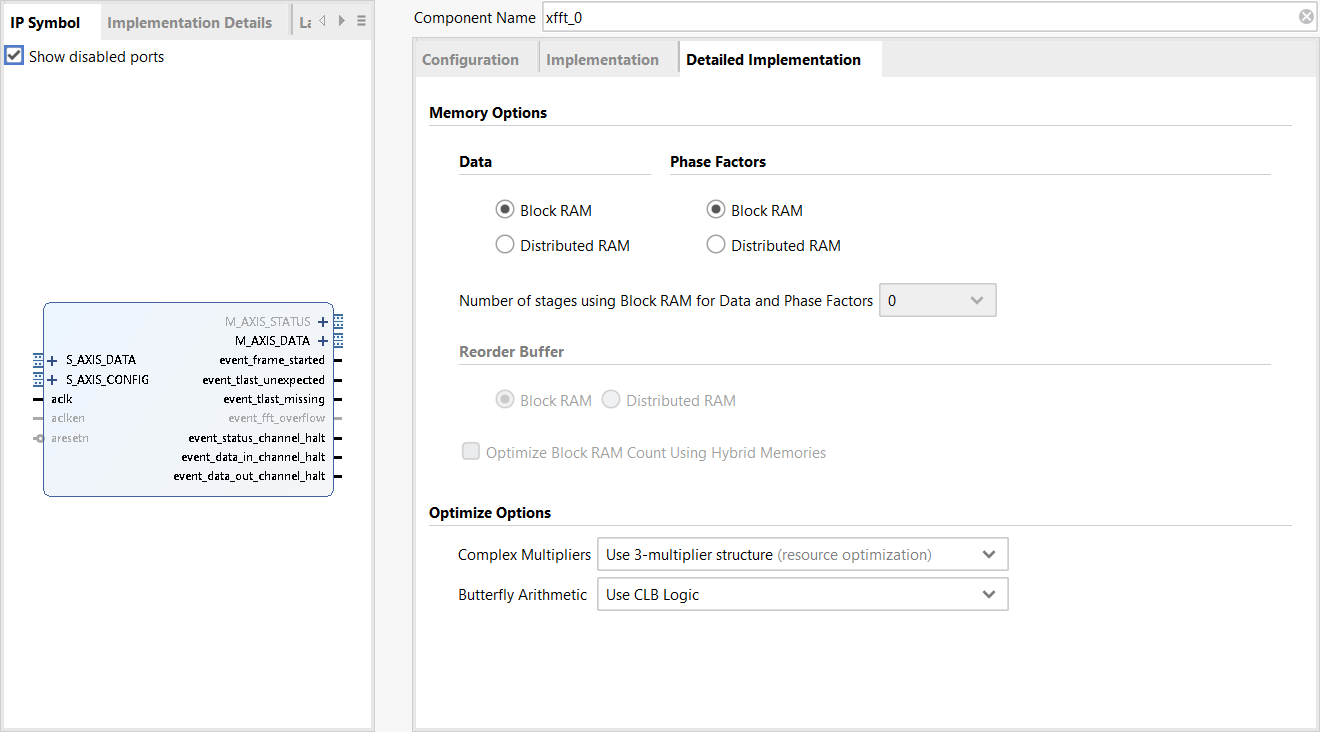 IP Symbol
Implementation Details
La
Show disabled ports
M_AXIS_STATUS
M_AXIS_DATA
S_AXIS_DATA
event_frame_started
S_AXIS_CONFIG
event_tlast_unexpected
aclk
event_tlast_missing
aclken
event_fft_overflow
aresetn
event_status_channel_halt
event_data_in_channel_halt
event_data_out_channel_halt
Component Name
xfft_0
Configuration
Implementation
Detailed Implementation
Memory Options
Data
Phase Factors
Block RAM
Block RAM
Distributed RAM
Distributed RAM
Number of stages using Block RAM for Data and Phase Factors
0
Reorder Buffer
Block RAM
Distributed RAM
Optimize Block RAM Count Using Hybrid Memories
Optimize Options
Complex Multipliers
Use 3-multiplier structure (resource optimization)
Butterfly Arithmetic
Use CLB Logic